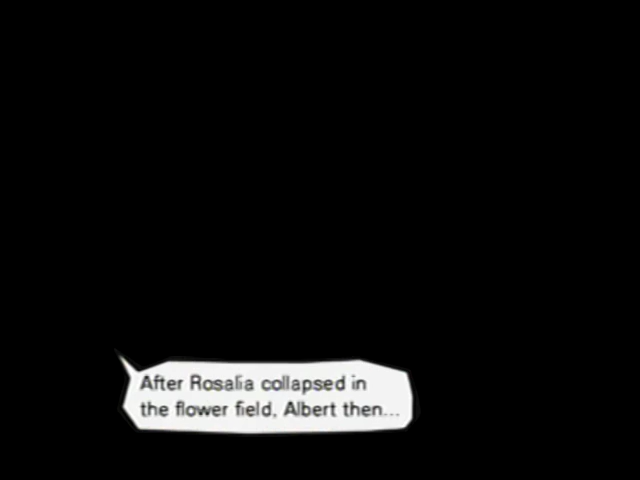 After Rosalia collapsed in
the flower field, Albert then...